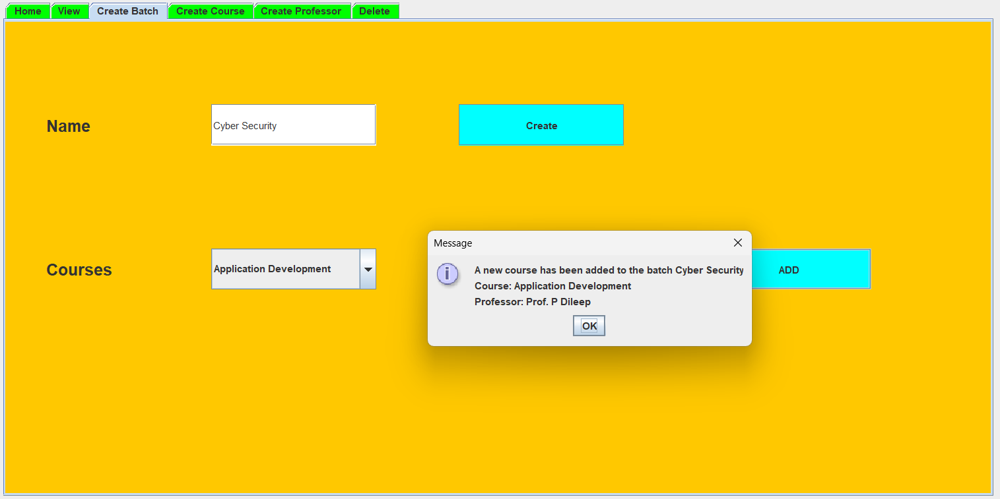 Home View Create Batch Create Course Create Professor Delete
Name Cyber Security Create
Courses Application Development ADD
Message
A new course has been added to the batch Cyber Security
Course: Application Development
Professor: Prof. P Dileep
OK